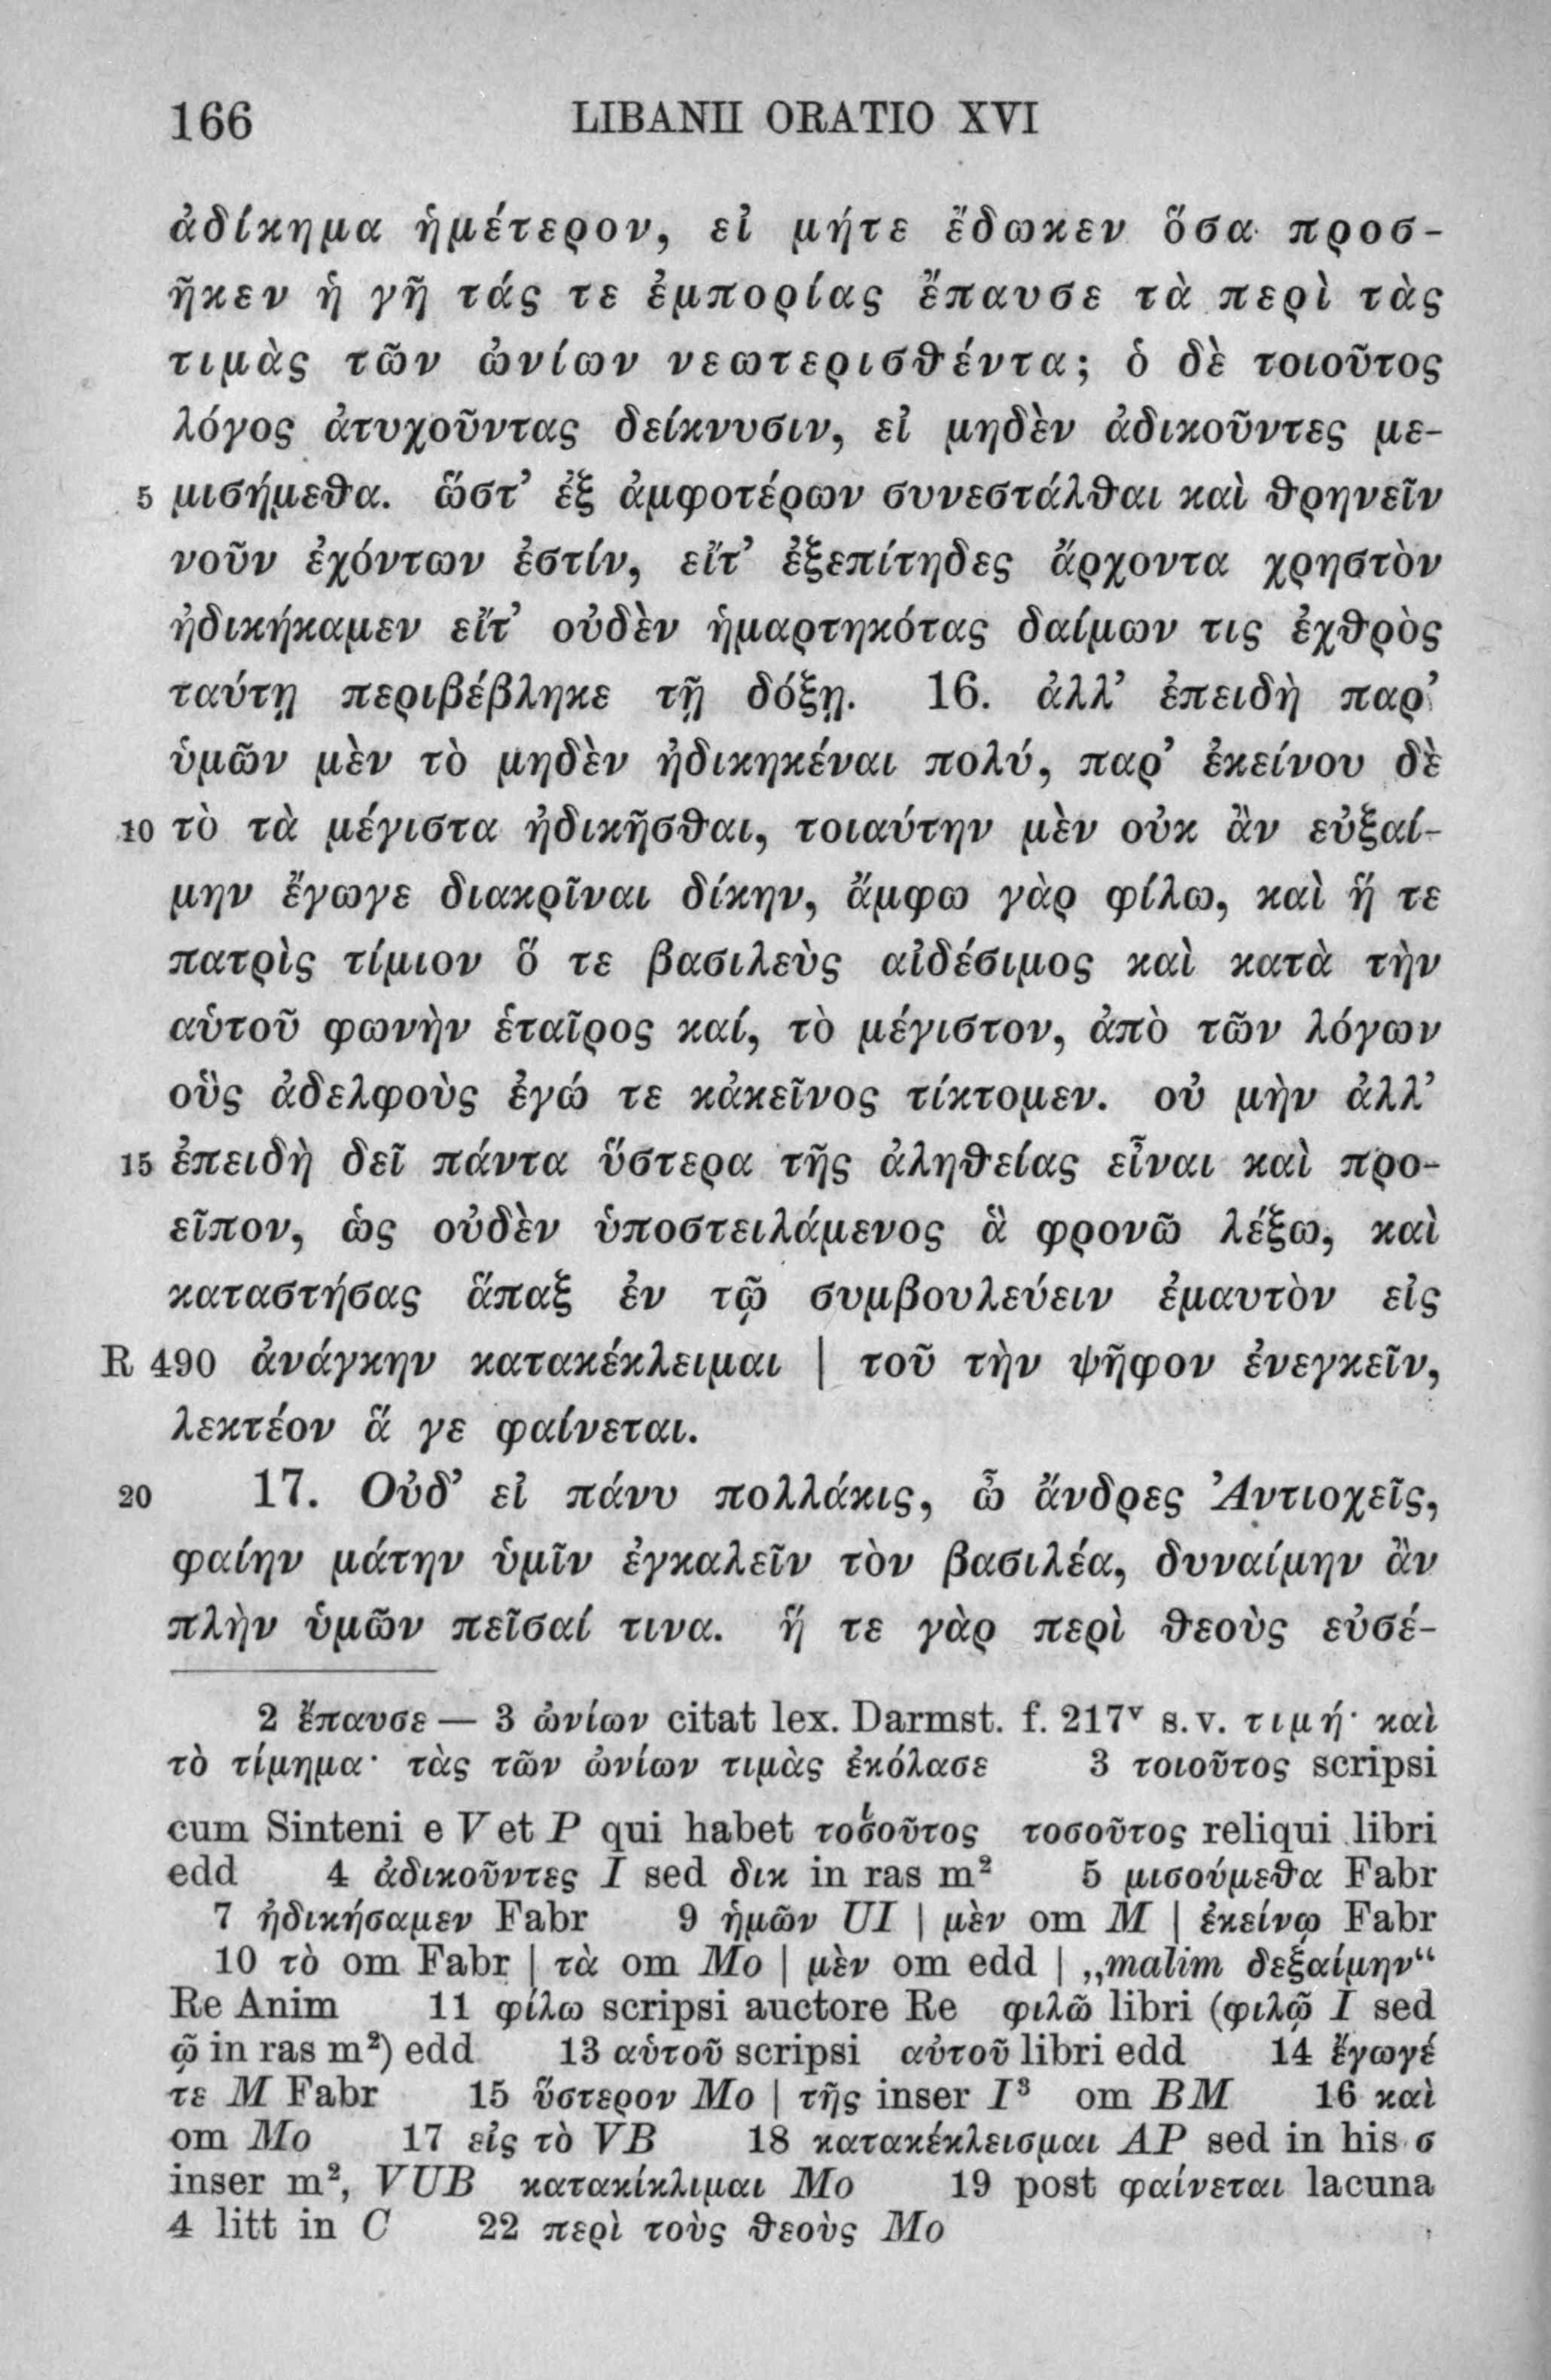 166 LIBANII ORATIO XVI
ἀδίκημα ἡμέτερον, εἰ μήτε ἔδωκεν ὅσα προσ-
ῆκεν ἡ γῆ τάς τε ἐμπορίας ἔπαυσε τὰ περὶ τὰς
τιμὰς τῶν ὠνίων νεωτερισθέντα; ὁ δὲ τοιοῦτος
λόγος ἀτυχοῦντας δείκνυσιν, εἰ μηδὲν ἀδικοῦντες με-
5 μισήμεθα. ὥστ’ ἐξ ἀμφοτέρων συνεστάλθαι καὶ θρηνεῖν
νοῦν ἐχόντων ἐστίν, εἴτ’ ἐξεπίτηδες ἄρχοντα χρηστὸν
ἠδικήκαμεν εἴτ’ οὐδὲν ἡμαρτηκότας δαίμων τις ἐχθρὸς
ταύτῃ περιβέβληκε τῇ δόξῃ. 16. ἀλλ’ ἐπειδὴ παρ’
ὑμῶν μὲν τὸ μηδὲν ἠδικηκέναι πολύ, παρ’ ἐκείνου δὲ
10 τὸ τὰ μέγιστα ἠδικῆσθαι, τοιαύτην μὲν οὐκ ἂν εὐξαί-
μην ἔγωγε διακρῖναι δίκην, ἄμφω γὰρ φίλω, καὶ ἥ τε
πατρὶς τίμιον ὅ τε βασιλεὺς αἰδέσιμος καὶ κατὰ τὴν
αὑτοῦ φωνὴν ἑταῖρος καί, τὸ μέγιστον, ἀπὸ τῶν λόγων
οὓς ἀδελφοὺς ἐγώ τε κἀκεῖνος τίκτομεν. οὐ μὴν ἀλλ’
15 ἐπειδὴ δεῖ πάντα ὕστερα τῆς ἀληθείας εἶναι καὶ προ-
εῖπον, ὡς οὐδὲν ὑποστειλάμενος ἃ φρονῶ λέξω, καὶ
καταστήσας ἅπαξ ἐν τῷ συμβουλεύειν ἐμαυτὸν εἰς
R 490 ἀνάγκην κατακέκλειμαι | τοῦ τὴν ψῆφον ἐνεγκεῖν,
λεκτέον ἅ γε φαίνεται.
20 17. Οὐδ’ εἰ πάνυ πολλάκις, ὦ ἄνδρες Ἀντιοχεῖς,
φαίην μάτην ὑμῖν ἐγκαλεῖν τὸν βασιλέα, δυναίμην ἂν
πλὴν ὑμῶν πεῖσαί τινα. ἥ τε γὰρ περὶ θεοὺς εὐσέ-
2 ἔπαυσε — 3 ὠνίων citat lex. Darmst. f. 217ᵛ s. v. τιμή· καὶ
τὸ τίμημα· τὰς τῶν ὠνίων τιμὰς ἐκόλασε 3 τοιοῦτος scripsi
cum Sinteni e V et P qui habet τοσοῦτος τοσοῦτος reliqui libri
edd 4 ἀδικοῦντες I sed δικ in ras m² 5 μισούμεθα Fabr
7 ἠδικήσαμεν Fabr 9 ἡμῶν UI | μὲν om M | ἐκείνῳ Fabr
10 τὸ om Fabr | τὰ om Mo | μὲν om edd | „malim δεξαίμην“
Re Anim 11 φίλω scripsi auctore Re φιλῶ libri (φιλῷ I sed
ῷ in ras m²) edd 13 αὑτοῦ scripsi αὐτοῦ libri edd 14 ἔγωγέ
τε M Fabr 15 ὕστερον Mo | τῆς inser I³ om BM 16 καὶ
om Mo 17 εἰς τὸ VB 18 κατακέκλεισμαι AP sed in his σ
inser m², VUB κατακίκλιμαι Mo 19 post φαίνεται lacuna
4 litt in C 22 περὶ τοὺς θεοὺς Mo